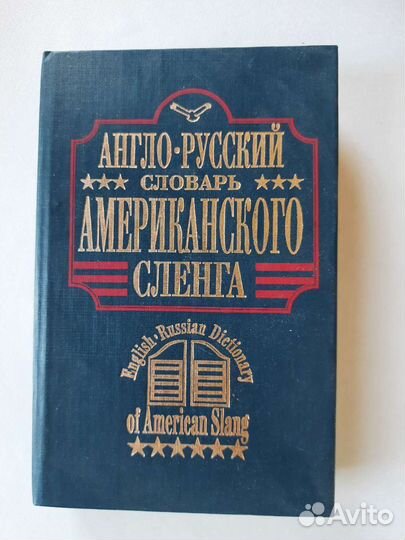 АНГЛО·РУССКИЙ
СЛОВАРЬ
АМЕРИКАНСКОГО
СЛЕНГА
English·Russian Dictionary
of American Slang
Avito